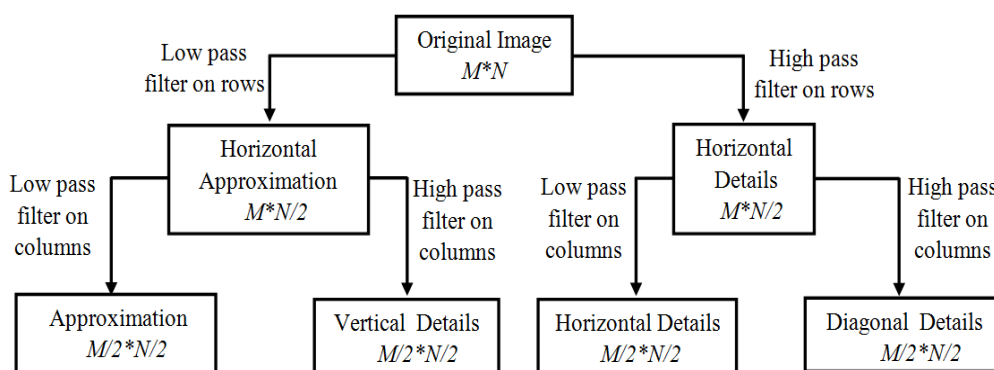 Original Image
M*N
Low pass
filter on rows
High pass
filter on rows
Horizontal
Approximation
M*N/2
Horizontal
Details
M*N/2
Low pass
filter on
columns
High pass
filter on
columns
Low pass
filter on
columns
High pass
filter on
columns
Approximation
M/2*N/2
Vertical Details
M/2*N/2
Horizontal Details
M/2*N/2
Diagonal Details
M/2*N/2